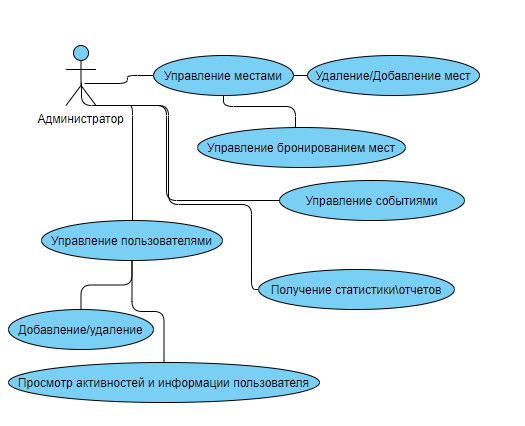 Управление местами
Удаление/Добавление мест
Администратор
Управление бронированием мест
Управление событиями
Управление пользователями
Получение статистики\отчетов
Добавление/удаление
Просмотр активностей и информации пользователя